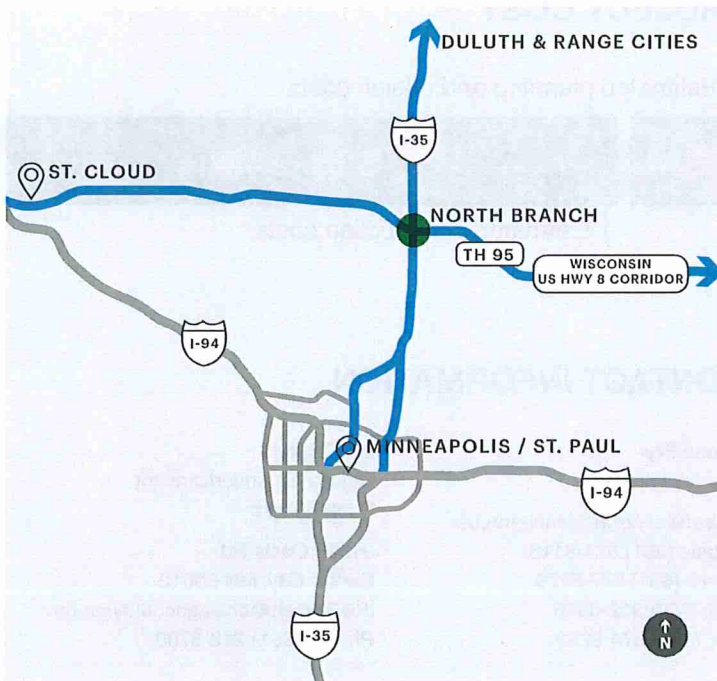 DULUTH & RANGE CITIES
I-35
ST. CLOUD
NORTH BRANCH
TH 95
WISCONSIN
US HWY 8 CORRIDOR
I-94
MINNEAPOLIS / ST. PAUL
I-94
I-35
N